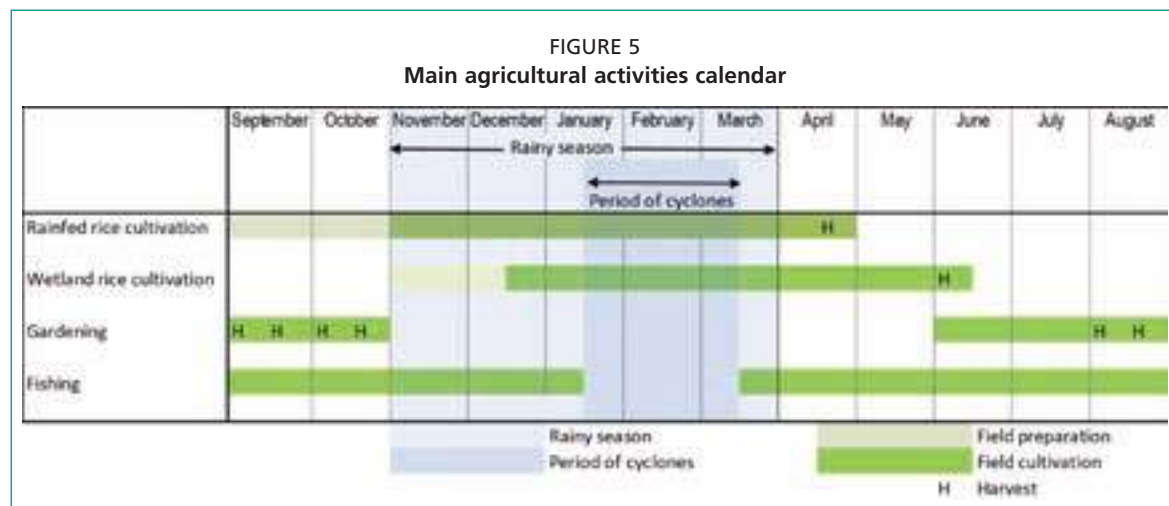 FIGURE 5
Main agricultural activities calendar
September October November December January February March April May June July August
Rainy season
Period of cyclones
Rainfed rice cultivation H
Wetland rice cultivation H
Gardening H H H H H H
Fishing
Rainy season Field preparation
Period of cyclones Field cultivation
H Harvest